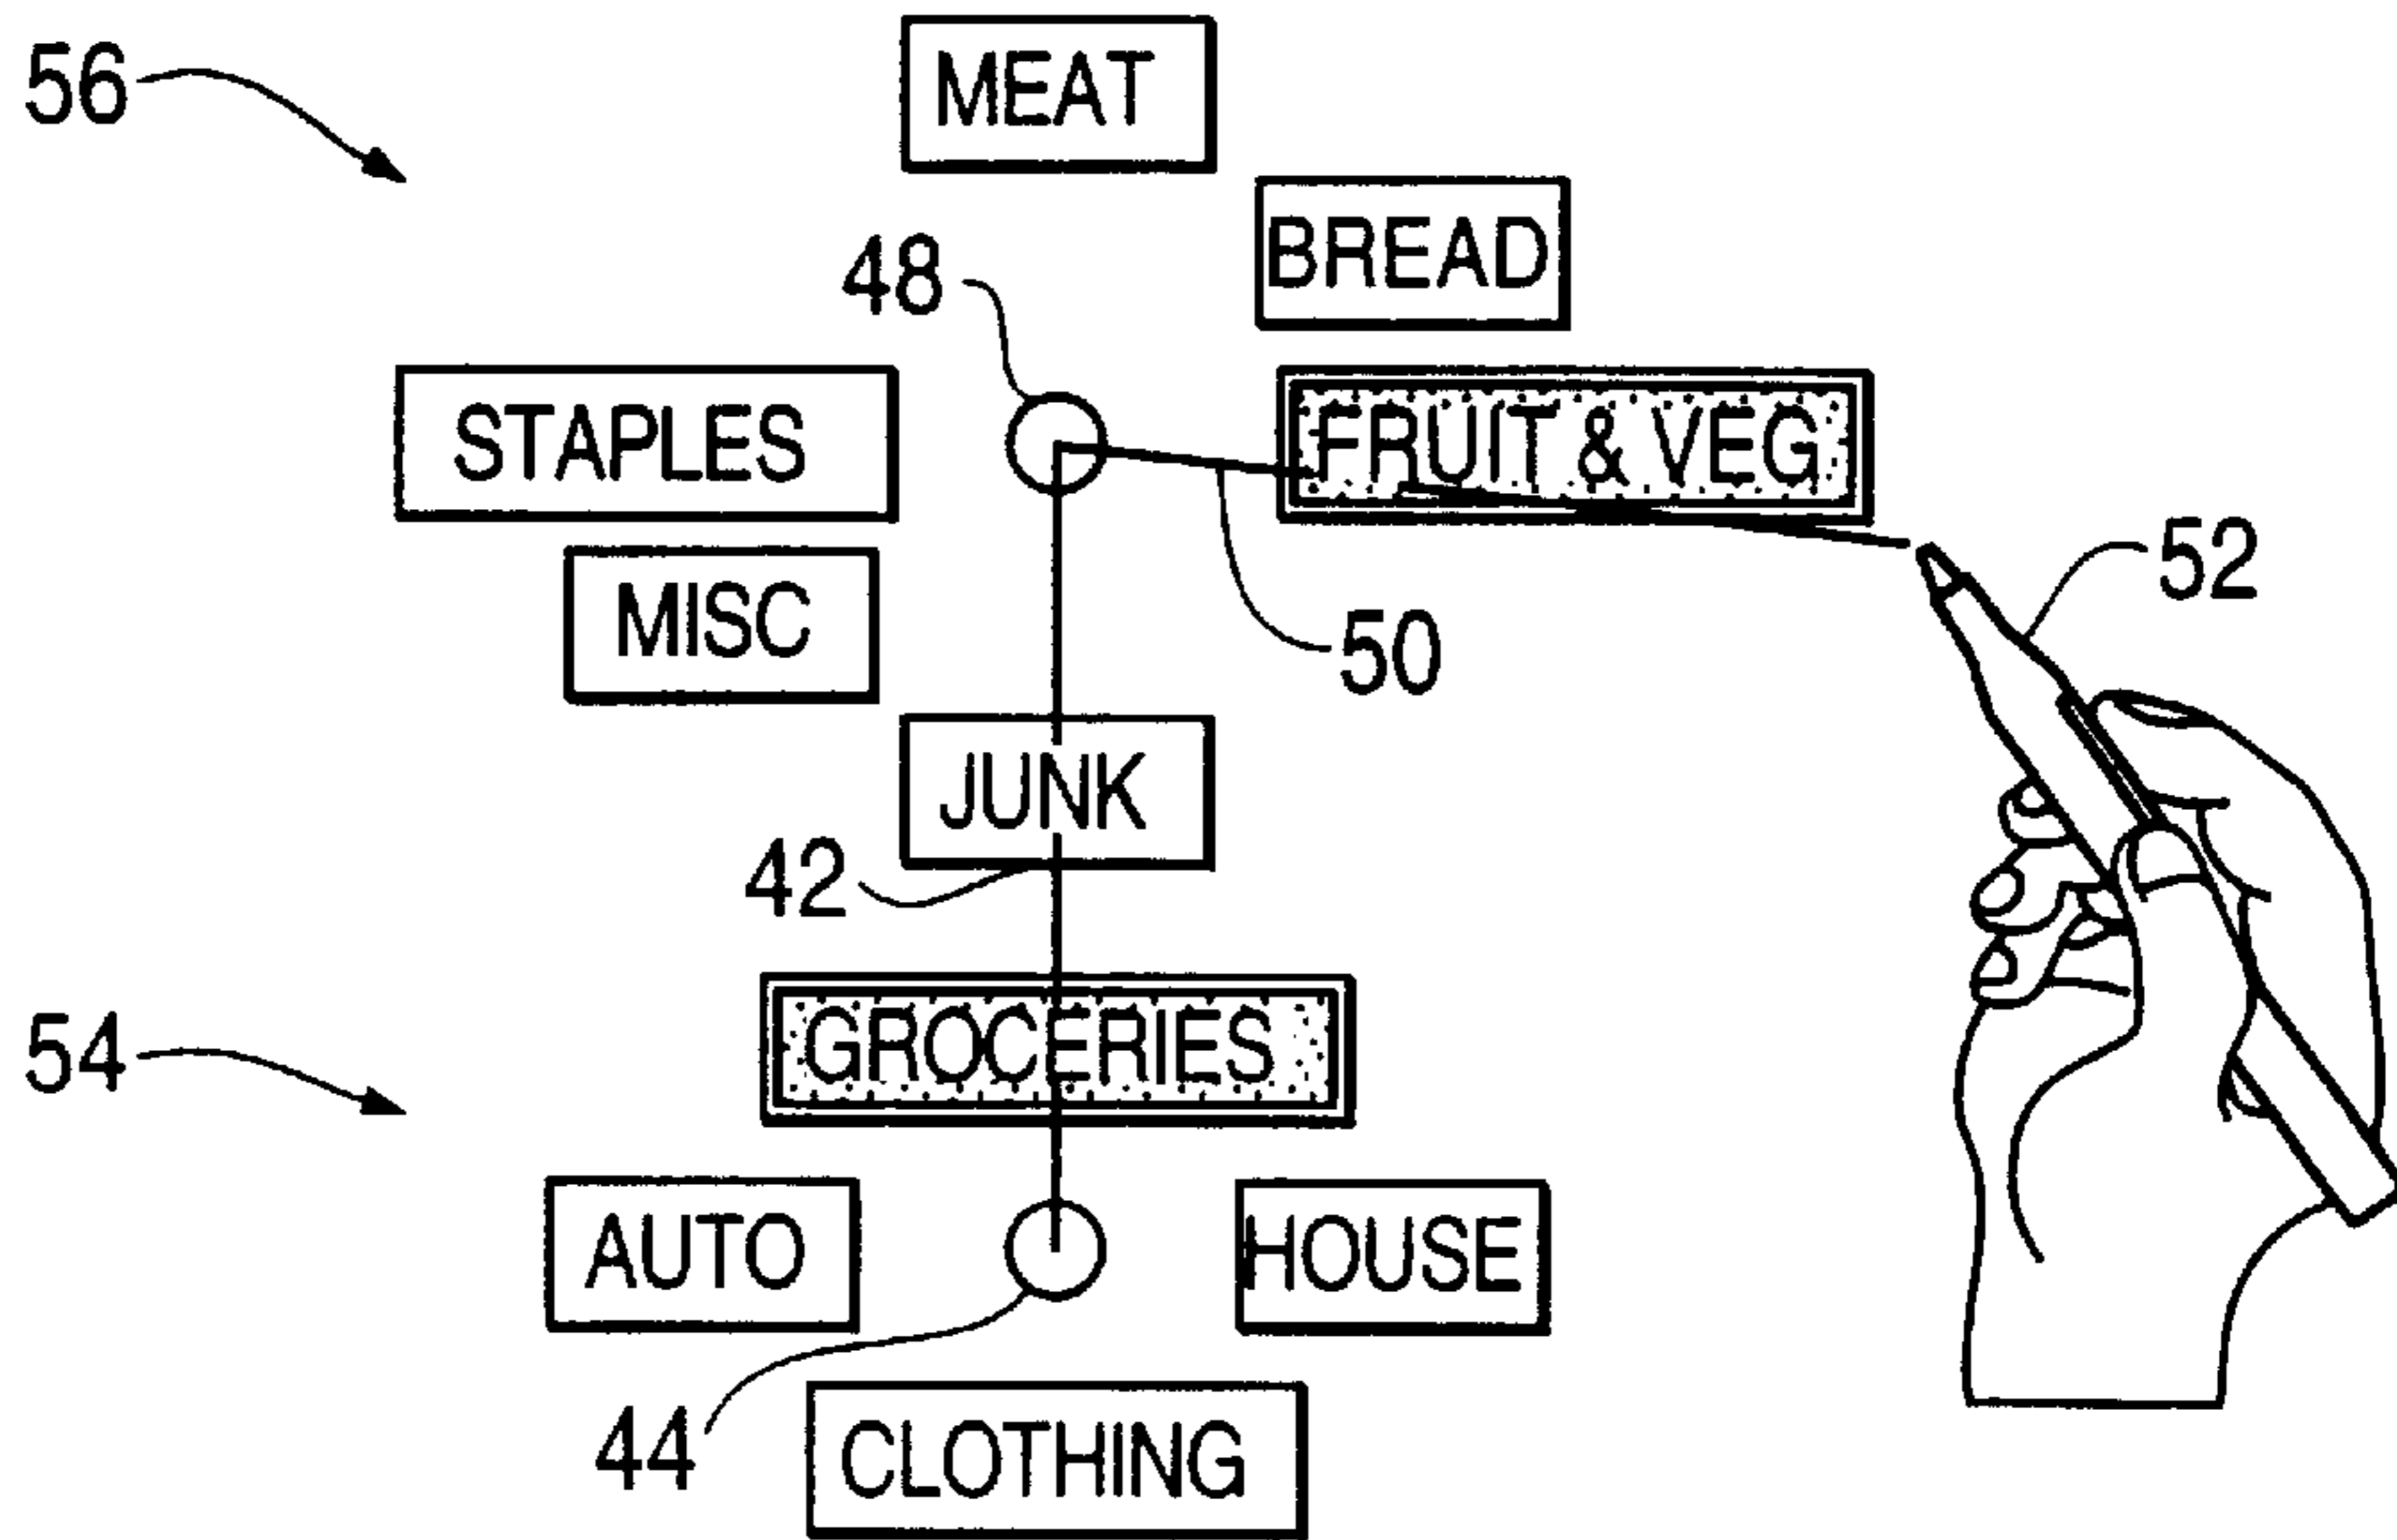 56
MEAT
BREAD
48
STAPLES
FRUIT & VEG
52
MISC
50
JUNK
42
GROCERIES
54
AUTO
HOUSE
44
CLOTHING